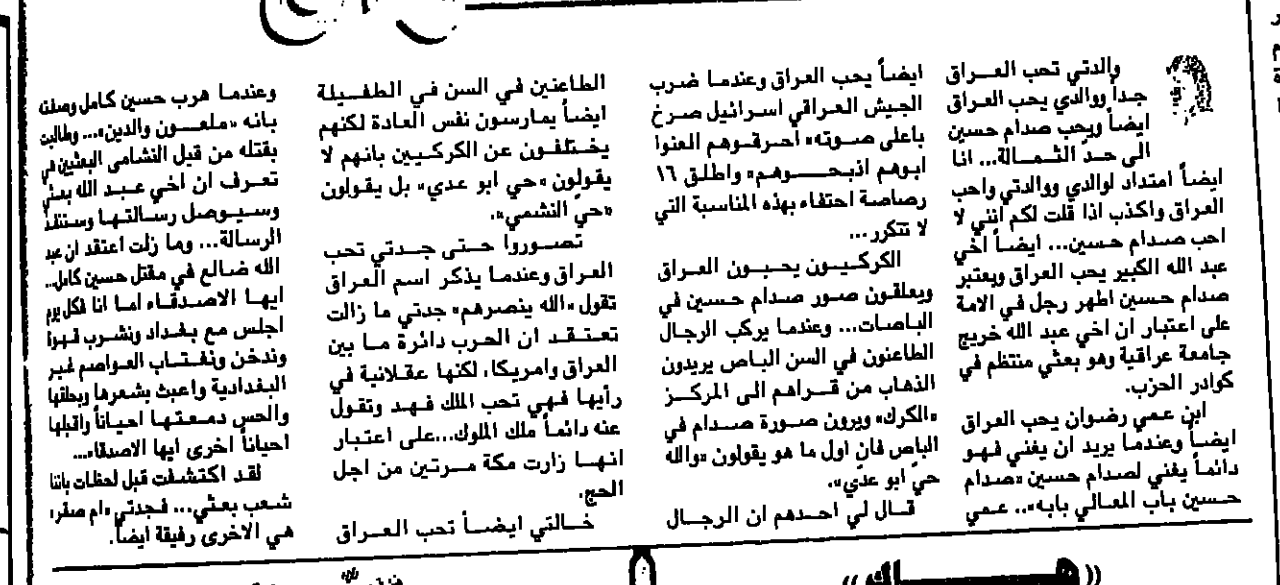 والدتي تحب العراق
جداً ووالدي يحب العراق
ايضاً ويحب صدام حسين
الى حدّ الثمالة... انا
ايضاً امتداد لوالدي ووالدتي واحب
العراق واكذب اذا قلت لكم انني لا
احب صدام حسين... ايضاً اخي
عبد الله الكبير يحب العراق ويعتبر
صدام حسين اطهر رجل في الامة
على اعتبار ان اخي عبد الله خريج
جامعة عراقية وهو بعثي منتظم في
كوادر الحزب.
ابن عمي رضوان يحب العراق
ايضاً وعندما يريد ان يغني فهو
دائماً يغني لصدام حسين «صدام
حسين باب المعالي بابه».. عمي
ايضاً يحب العراق وعندما ضرب
الجيش العراقي اسرائيل صرخ
باعلى صوته «احرقوهم العنوا
ابوهم اذبحوهم» واطلق ١٦
رصاصة احتفاء بهذه المناسبة التي
لا تتكرر...
الكركيون يحبون العراق
ويعلقون صور صدام حسين في
الباصات... وعندما يركب الرجال
الطاعنون في السن الباص يريدون
الذهاب من قراهم الى المركز
«الكرك» ويرون صورة صدام في
الباص فان اول ما هو يقولون «والله
حي ابو عدي».
قال لي احدهم ان الرجال
الطاعنين في السن في الطفيلة
ايضاً يمارسون نفس العادة لكنهم
يختلفون عن الكركيين بانهم لا
يقولون «حي ابو عدي» بل يقولون
«حيّ النشمي».
تصوروا حتى جدتي تحب
العراق وعندما يذكر اسم العراق
تقول «الله ينصرهم» جدتي ما زالت
تعتقد ان الحرب دائرة ما بين
العراق وامريكا، لكنها عقلانية في
رأيها فهي تحب الملك فهد وتقول
عنه دائماً ملك الملوك...على اعتبار
انها زارت مكة مرتين من اجل
الحج.
خالتي ايضاً تحب العراق
وعندما هرب حسين كامل وصفته
بانه «ملعون والدين»... وطالبت
بقتله من قبل النشامى البعثيين في
تعرف ان اخي عبد الله بعثي
وسيوصل رسالتها وستنفذ
الرسالة... وما زلت اعتقد ان عبد
الله ضالع في مقتل حسين كامل..
ايها الاصدقاء اما انا فكل يوم
اجلس مع بغداد ونشرب قهوة
وندخن ونغتاب العواصم غير
البغدادية واعبث بشعرها وبحلقها
والحس دمعتها احياناً واقبلها
احياناً اخرى ايها الاصدقاء...
لقد اكتشفت قبل لحظات باننا
شعب بعثي... فجدتي «ام صقر»
هي الاخرى رفيقة ايضاً.